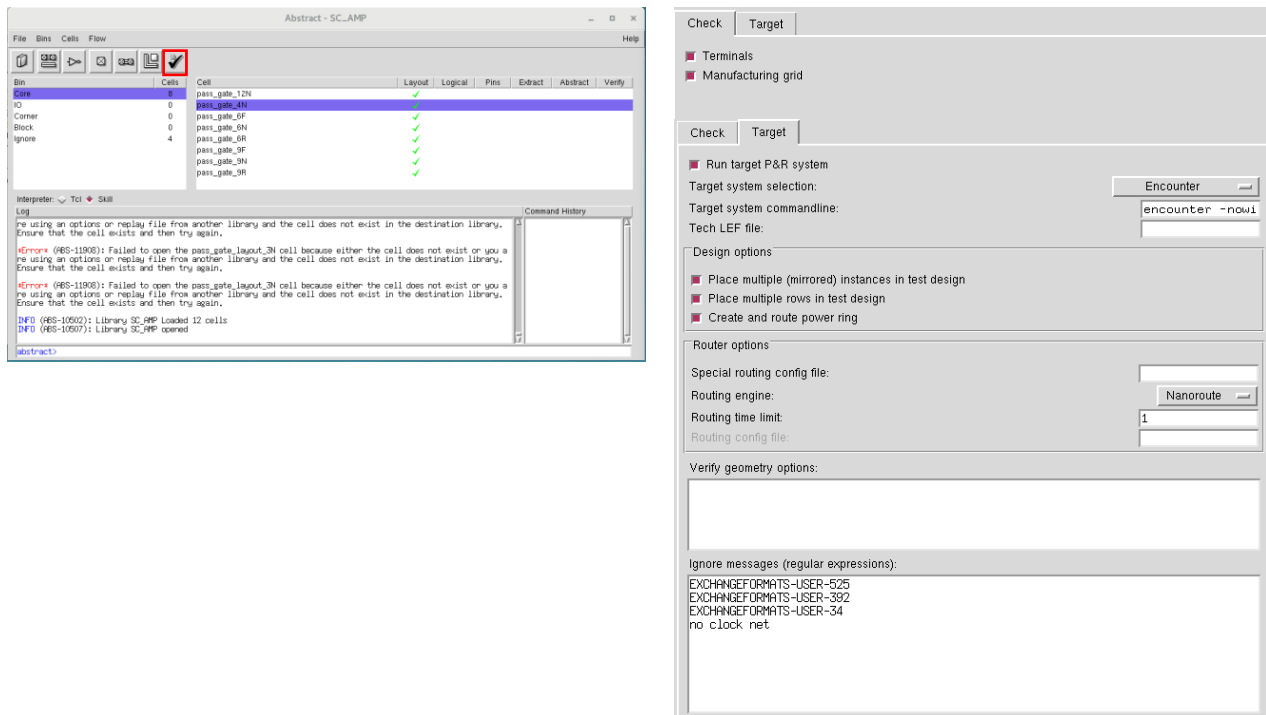 Abstract - SC_AMP
File Bins Cells Flow Help
Bin Cells
Core 8
IO 0
Corner 0
Block 0
Ignore 4
Cell Layout Logical Pins Extract Abstract Verify
pass_gate_12N
pass_gate_4N
pass_gate_6F
pass_gate_6N
pass_gate_6R
pass_gate_9F
pass_gate_9N
pass_gate_9R
Interpreter: Tcl Skill
Log
Command History
re using an options or replay file from another library and the cell does not exist in the destination library.
Ensure that the cell exists and then try again.
*Error* (ABS-11908): Failed to open the pass_gate_layout_3N cell because either the cell does not exist or you a
re using an options or replay file from another library and the cell does not exist in the destination library.
Ensure that the cell exists and then try again.
*Error* (ABS-11908): Failed to open the pass_gate_layout_3N cell because either the cell does not exist or you a
re using an options or replay file from another library and the cell does not exist in the destination library.
Ensure that the cell exists and then try again.
INFO (ABS-10502): Library SC_AMP Loaded 12 cells
INFO (ABS-10507): Library SC_AMP opened
abstract>
Check Target
Terminals
Manufacturing grid
Check Target
Run target P&R system
Target system selection: Encounter
Target system commandline: encounter -nowi
Tech LEF file:
Design options
Place multiple (mirrored) instances in test design
Place multiple rows in test design
Create and route power ring
Router options
Special routing config file:
Routing engine: Nanoroute
Routing time limit: 1
Routing config file:
Verify geometry options:
Ignore messages (regular expressions):
EXCHANGEFORMATS-USER-525
EXCHANGEFORMATS-USER-392
EXCHANGEFORMATS-USER-34
no clock net